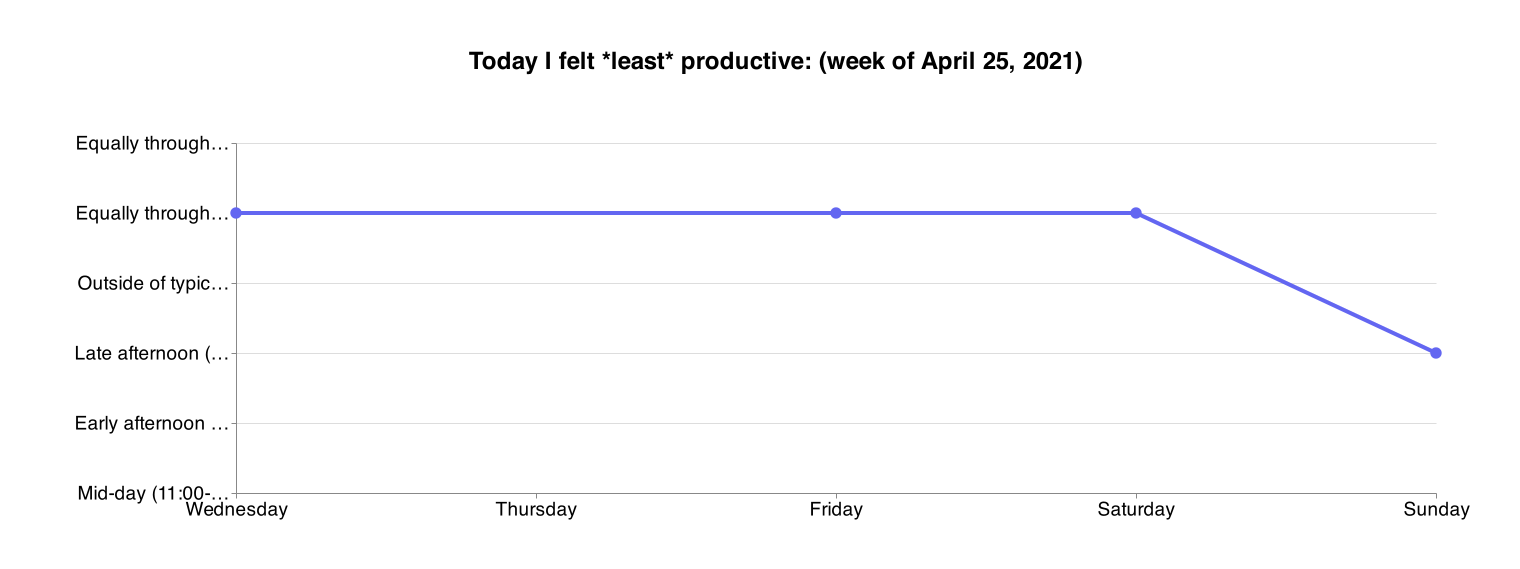 Today I felt *least* productive: (week of April 25, 2021)
Equally through…
Equally through…
Outside of typic…
Late afternoon (…
Early afternoon …
Mid-day (11:00-…
Wednesday Thursday Friday Saturday Sunday